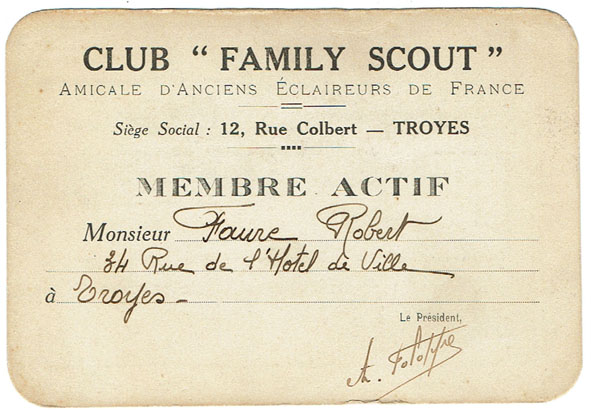 CLUB “ FAMILY SCOUT ”
AMICALE D'ANCIENS ÉCLAIREURS DE FRANCE
Siège Social : 12, Rue Colbert — TROYES
MEMBRE ACTIF
Monsieur Faure Robert
34 Rue de l'Hotel de Ville
à Troyes -
Le Président,
A.